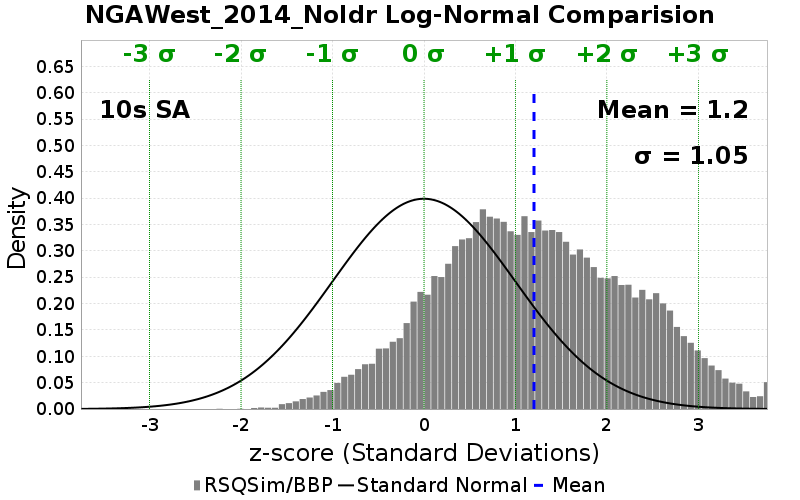 NGAWest_2014_NoIdr Log-Normal Comparision
-3 σ -2 σ -1 σ 0 σ +1 σ +2 σ +3 σ
10s SA
Mean = 1.2
σ = 1.05
Density
0.65
0.60
0.55
0.50
0.45
0.40
0.35
0.30
0.25
0.20
0.15
0.10
0.05
0.00
-3 -2 -1 0 1 2 3
z-score (Standard Deviations)
RSQSim/BBP Standard Normal Mean